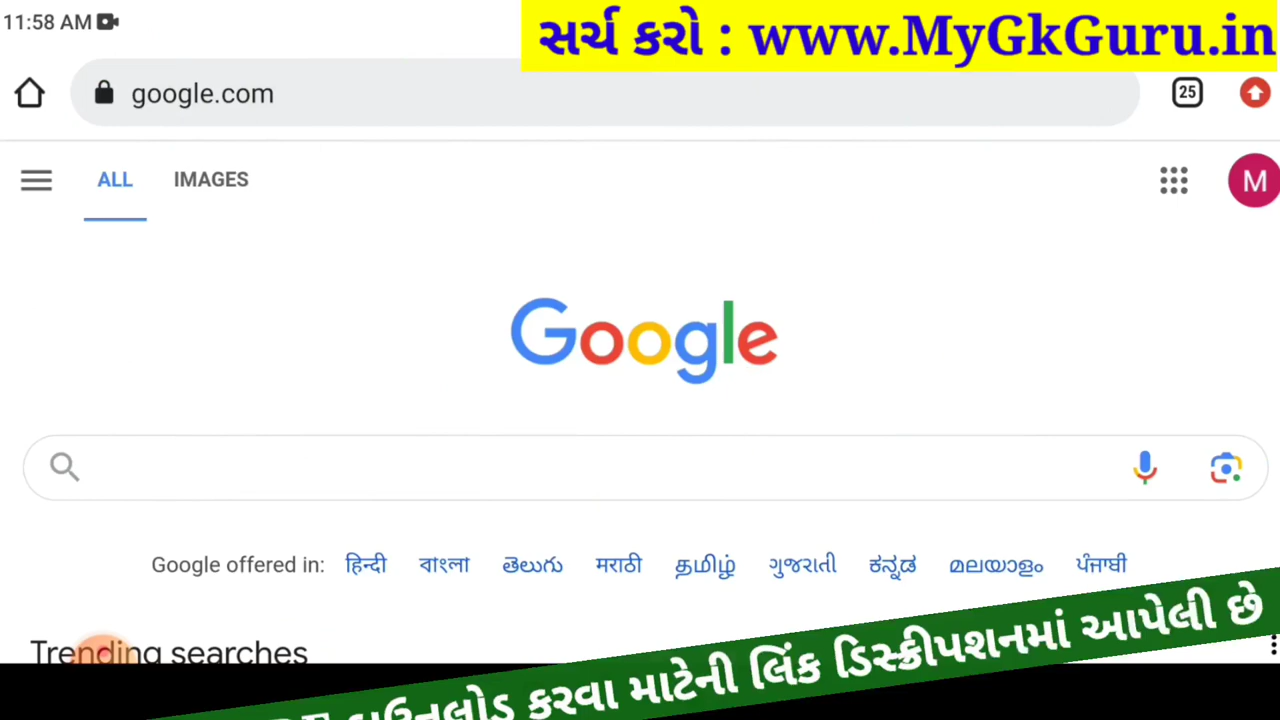 11:58 AM
સર્ચ કરો : www.MyGkGuru.in
google.com
25
ALL IMAGES
M
Google
Google offered in: हिन्दी বাংলা తెలుగు मराठी தமிழ் ગુજરાતી ಕನ್ನಡ മലയാളം ਪੰਜਾਬੀ
Trending searches
ડાઉનલોડ કરવા માટેની લિંક ડિસ્ક્રીપશનમાં આપેલી છે